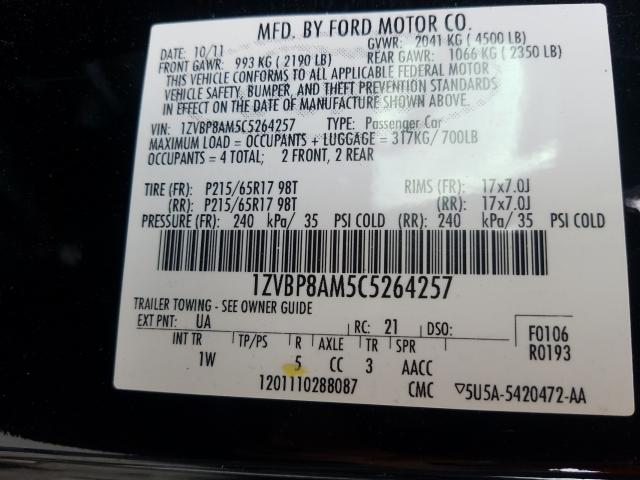 MFD. BY FORD MOTOR CO.
DATE: 10/11 GVWR: 2041 KG ( 4500 LB)
FRONT GAWR: 993 KG ( 2190 LB) REAR GAWR: 1066 KG ( 2350 LB)
THIS VEHICLE CONFORMS TO ALL APPLICABLE FEDERAL MOTOR
VEHICLE SAFETY, BUMPER, AND THEFT PREVENTION STANDARDS
IN EFFECT ON THE DATE OF MANUFACTURE SHOWN ABOVE.
VIN: 1ZVBP8AM5C5264257 TYPE: Passenger Car
MAXIMUM LOAD = OCCUPANTS + LUGGAGE = 317KG/ 700LB
OCCUPANTS = 4 TOTAL; 2 FRONT, 2 REAR
TIRE (FR): P215/65R17 98T RIMS (FR): 17x7.0J
(RR): P215/65R17 98T (RR): 17x7.0J
PRESSURE (FR): 240 kPa/ 35 PSI COLD (RR): 240 kPa/ 35 PSI COLD
1ZVBP8AM5C5264257
TRAILER TOWING - SEE OWNER GUIDE
EXT PNT: UA RC: 21 DSO: F0106
INT TR TP/PS R AXLE TR SPR R0193
1W 5 CC 3 AACC
1201110288087 CMC ▽5U5A-5420472-AA